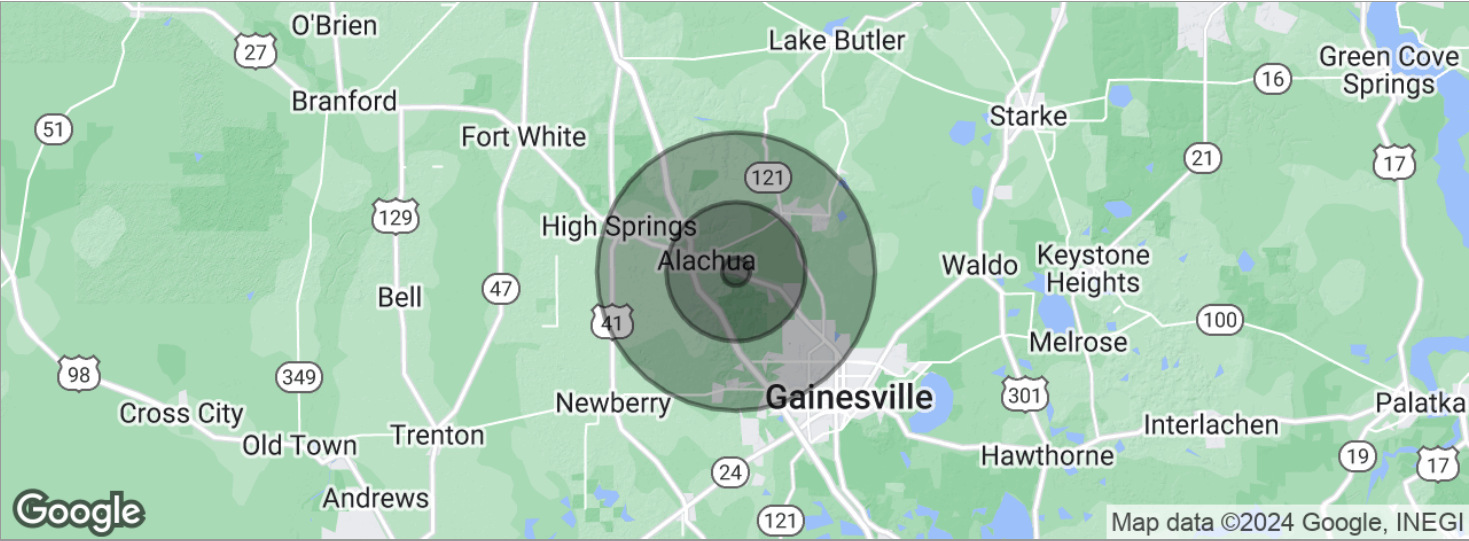 O'Brien
27
Lake Butler
Green Cove
Springs
16
Branford
Starke
51
Fort White
21
17
121
129
High Springs
Alachua
Waldo
Keystone
Heights
47
Bell
41
100
Melrose
98
349
301
Cross City
Newberry
Gainesville
Palatka
Old Town
Trenton
Interlachen
Hawthorne
24
19
17
Andrews
121
Google
Map data ©2024 Google, INEGI